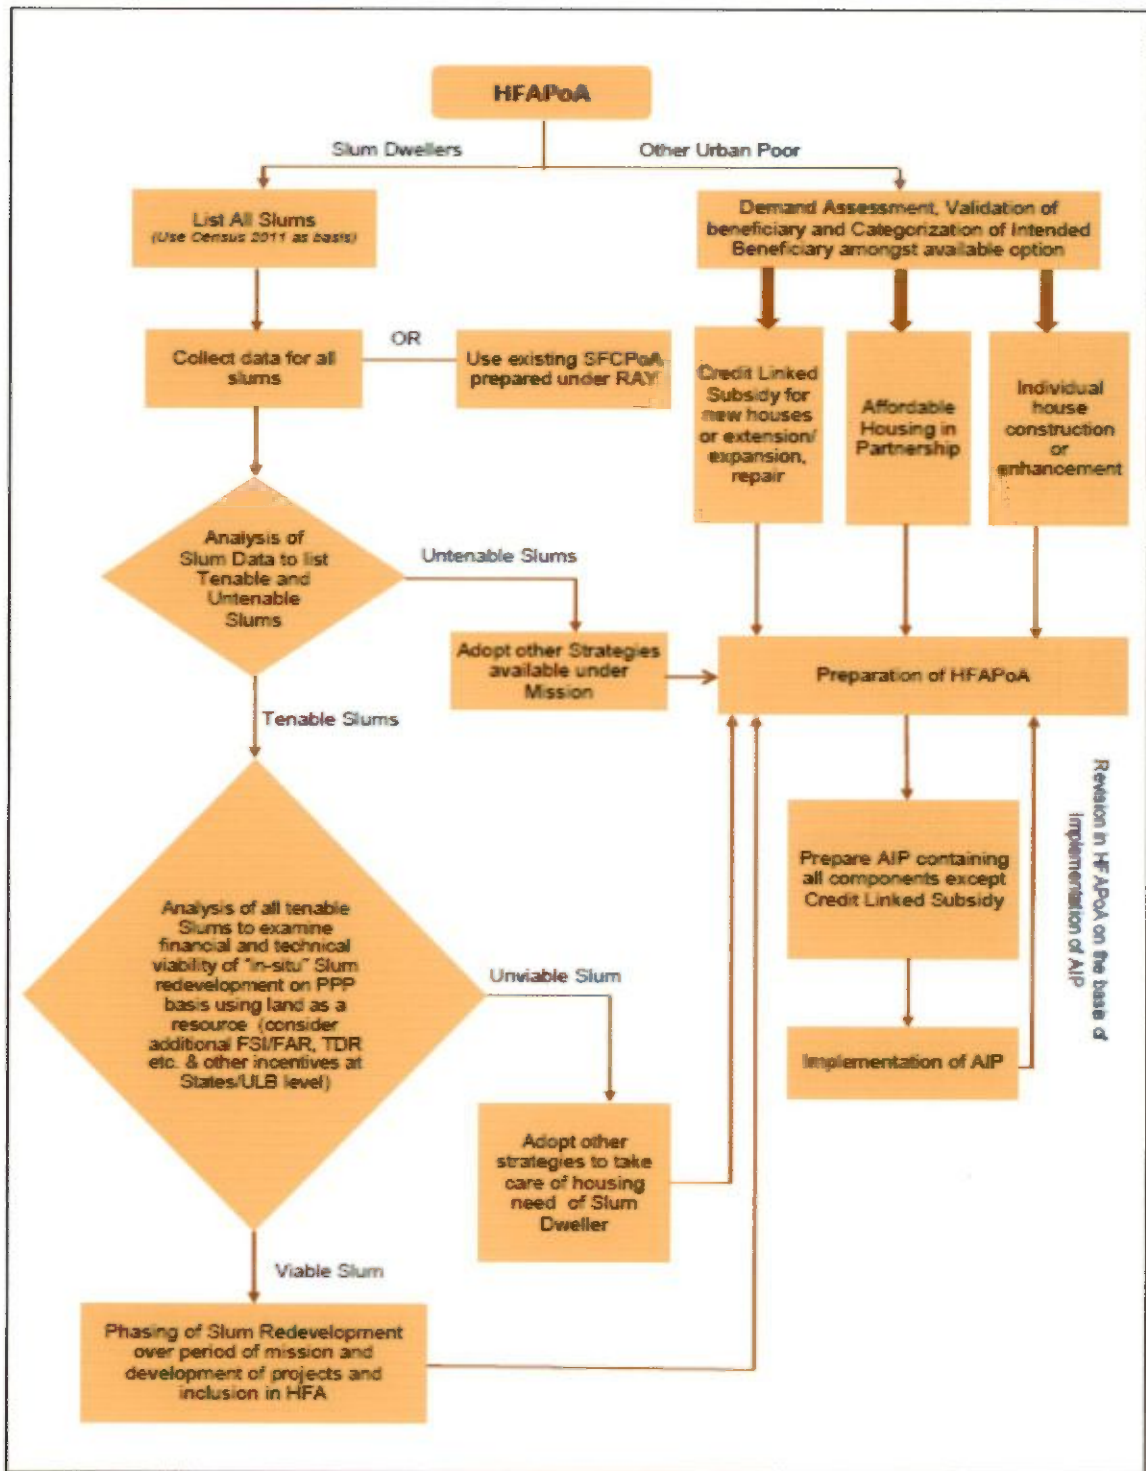 HFAPoA
Slum Dwellers
Other Urban Poor
List All Slums
(Use Census 2011 as basis)
Demand Assessment, Validation of
beneficiary and Categorization of Intended
Beneficiary amongst available option
Collect data for all
slums
OR
Use existing SFCPoA
prepared under RAY
Credit Linked
Subsidy for
new houses
or extension/
expansion,
repair
Affordable
Housing in
Partnership
Individual
house
construction
or
enhancement
Analysis of
Slum Data to list
Tenable and
Untenable
Slums
Untenable Slums
Adopt other Strategies
available under
Mission
Preparation of HFAPoA
Tenable Slums
Analysis of all tenable
Slums to examine
financial and technical
viability of "in-situ" Slum
redevelopment on PPP
basis using land as a
resource (consider
additional FSI/FAR, TDR
etc. & other incentives at
States/ULB level)
Unviable Slum
Prepare AIP containing
all components except
Credit Linked Subsidy
Revision in HFAPoA on the basis of
Implementation of AIP
Implementation of AIP
Adopt other
strategies to take
care of housing
need of Slum
Dweller
Viable Slum
Phasing of Slum Redevelopment
over period of mission and
development of projects and
inclusion in HFA